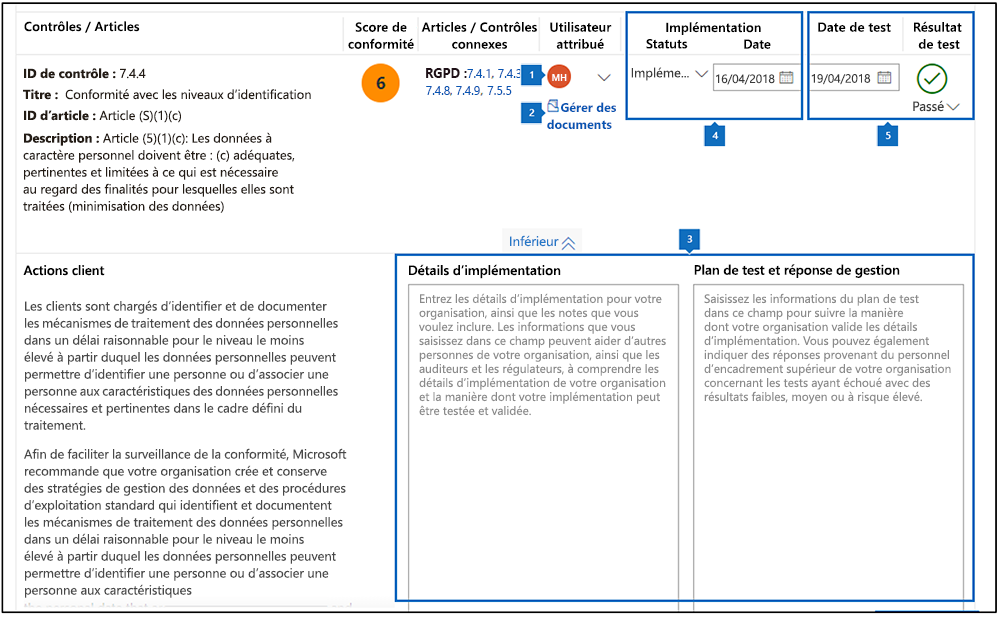 Contrôles / Articles
Score de
conformité
Articles / Contrôles
connexes
Utilisateur
attribué
Implémentation
Statuts Date
Date de test
Résultat
de test
ID de contrôle : 7.4.4
Titre : Conformité avec les niveaux d'identification
ID d'article : Article (S)(1)(c)
Description : Article (5)(1)(c): Les données à
caractère personnel doivent être : (c) adéquates,
pertinentes et limitées à ce qui est nécessaire
au regard des finalités pour lesquelles elles sont
traitées (minimisation des données)
6
RGPD :7.4.1, 7.4.3
7.4.8, 7.4.9, 7.5.5
1
MH
2
Gérer des
documents
Impléme...
16/04/2018
4
19/04/2018
Passé
5
Inférieur
3
Actions client
Les clients sont chargés d'identifier et de documenter
les mécanismes de traitement des données personnelles
dans un délai raisonnable pour le niveau le moins
élevé à partir duquel les données personnelles peuvent
permettre d'identifier une personne ou d'associer une
personne aux caractéristiques des données personnelles
nécessaires et pertinentes dans le cadre défini du
traitement.
Afin de faciliter la surveillance de la conformité, Microsoft
recommande que votre organisation crée et conserve
des stratégies de gestion des données et des procédures
d'exploitation standard qui identifient et documentent
les mécanismes de traitement des données personnelles
dans un délai raisonnable pour le niveau le moins
élevé à partir duquel les données personnelles peuvent
permettre d'identifier une personne ou d'associer une
personne aux caractéristiques
Détails d'implémentation
Entrez les détails d'implémentation pour votre
organisation, ainsi que les notes que vous
voulez inclure. Les informations que vous
saisissez dans ce champ peuvent aider d'autres
personnes de votre organisation, ainsi que les
auditeurs et les régulateurs, à comprendre les
détails d'implémentation de votre organisation
et la manière dont votre implémentation peut
être testée et validée.
Plan de test et réponse de gestion
Saisissez les informations du plan de test
dans ce champ pour suivre la manière
dont votre organisation valide les détails
d'implémentation. Vous pouvez également
indiquer des réponses provenant du personnel
d'encadrement supérieur de votre organisation
concernant les tests ayant échoué avec des
résultats faibles, moyen ou à risque élevé.